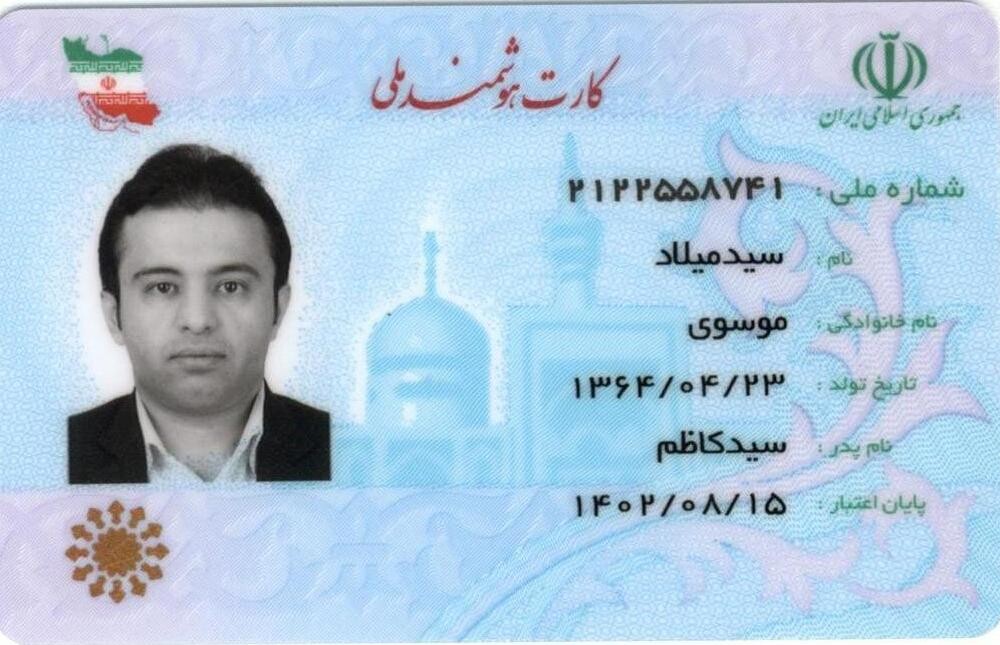 کارت هوشمند ملی
جمهوری اسلامی ایران
شماره ملی : ۲۱۲۲۵۵۸۷۴۱
نام : سیدمیلاد
نام خانوادگی : موسوی
تاریخ تولد : ۱۳۶۴/۰۴/۲۳
نام پدر : سیدکاظم
پایان اعتبار : ۱۴۰۲/۰۸/۱۵